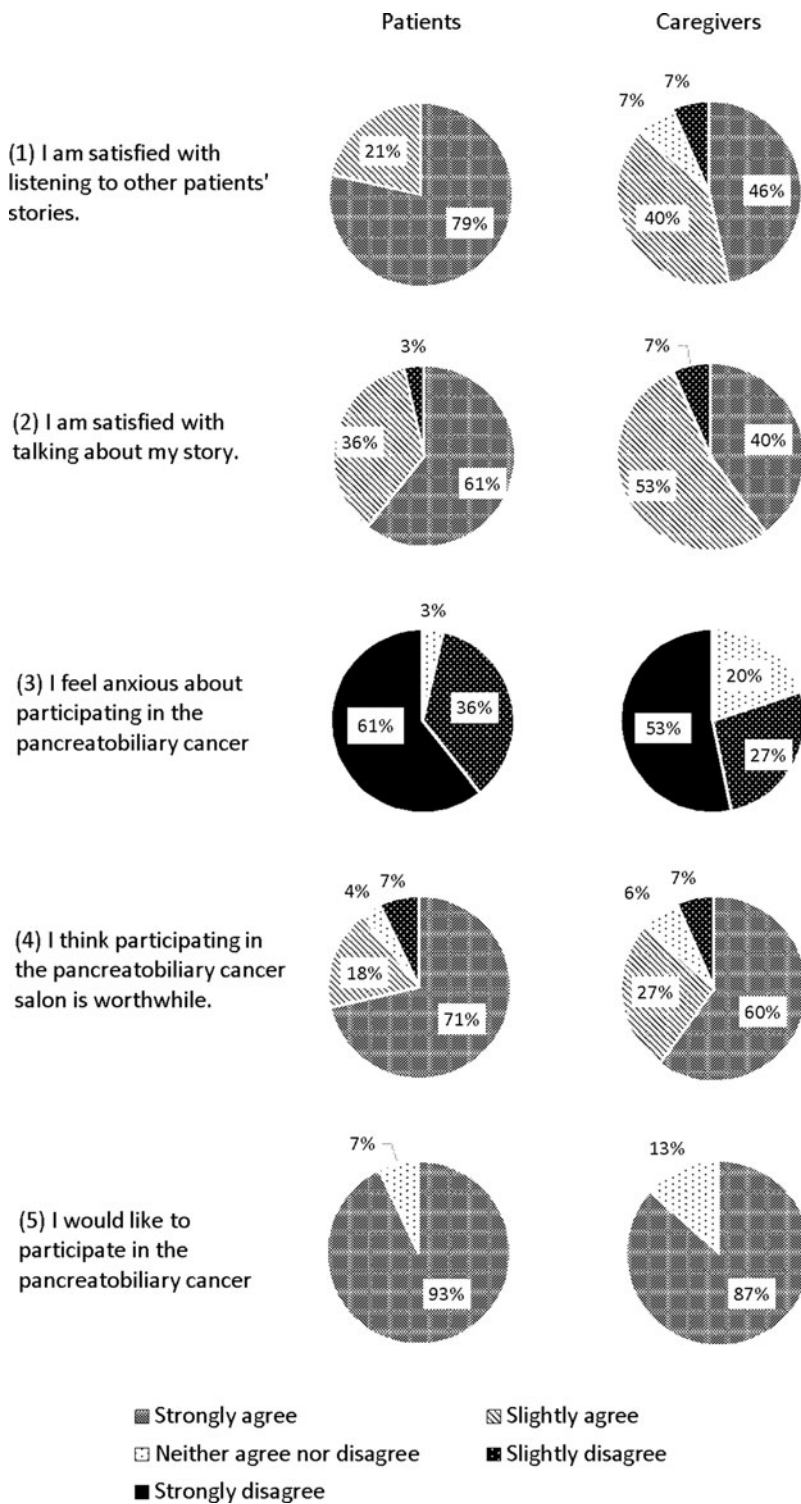 Patients
Caregivers
(1) I am satisfied with
listening to other patients'
stories.
21%
79%
7%
7%
46%
40%
(2) I am satisfied with
talking about my story.
3%
36%
61%
7%
40%
53%
(3) I feel anxious about
participating in the
pancreatobiliary cancer
3%
61%
36%
20%
53%
27%
(4) I think participating in
the pancreatobiliary cancer
salon is worthwhile.
4%
7%
18%
71%
6%
7%
27%
60%
(5) I would like to
participate in the
pancreatobiliary cancer
7%
93%
13%
87%
Strongly agree
Slightly agree
Neither agree nor disagree
Slightly disagree
Strongly disagree